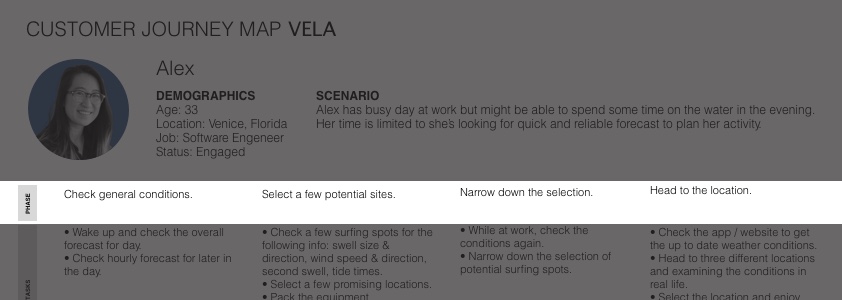 CUSTOMER JOURNEY MAP VELA
Alex
DEMOGRAPHICS
Age: 33
Location: Venice, Florida
Job: Software Engeneer
Status: Engaged
SCENARIO
Alex has busy day at work but might be able to spend some time on the water in the evening.
Her time is limited to she's looking for quick and reliable forecast to plan her activity.
PHASE
Check general conditions.
Select a few potential sites.
Narrow down the selection.
Head to the location.
TASKS
• Wake up and check the overall
forecast for day.
• Check hourly forecast for later in
the day.
• Check a few surfing spots for the
following info: swell size &
direction, wind speed & direction,
second swell, tide times.
• Select a few promising locations.
• Pack the equipment
• While at work, check the
conditions again.
• Narrow down the selection of
potential surfing spots.
• Check the app / website to get
the up to date weather conditions.
• Head to three different locations
and examining the conditions in
real life.
• Select the location and enjoy